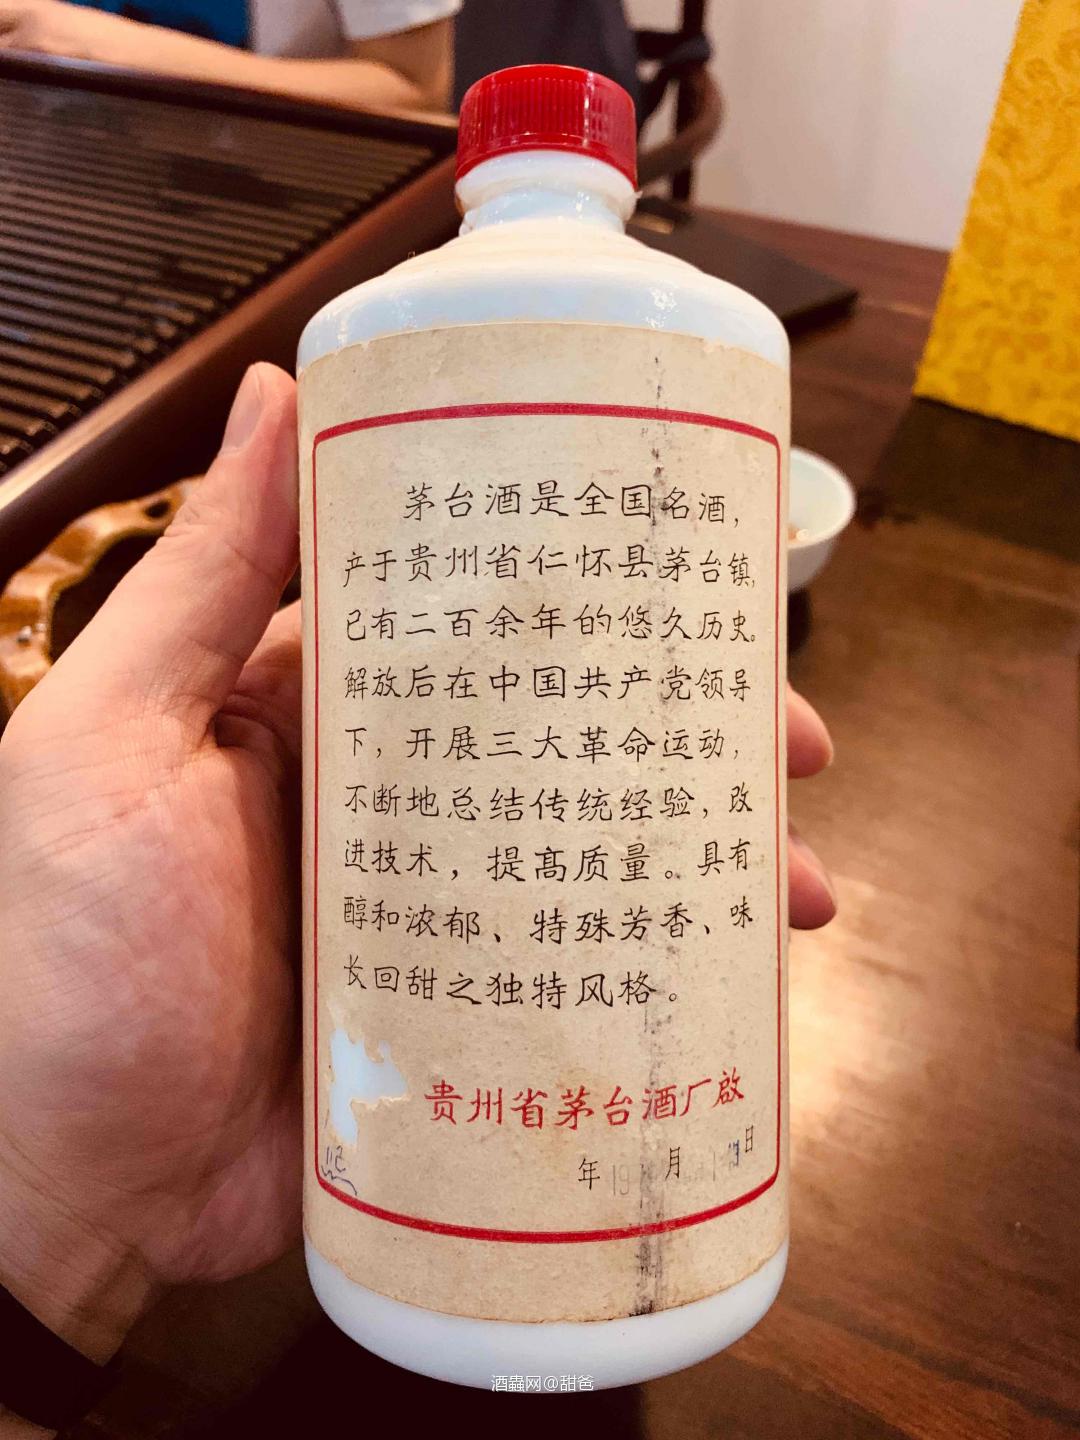 茅台酒是全国名酒，
产于贵州省仁怀县茅台镇，
已有二百余年的悠久历史。
解放后在中国共产党领导
下，开展三大革命运动，
不断地总结传统经验，改
进技术，提高质量。具有
醇和浓郁、特殊芳香、味
长回甜之独特风格。
贵州省茅台酒厂啟
年 月 日
酒蟲网@甜爸